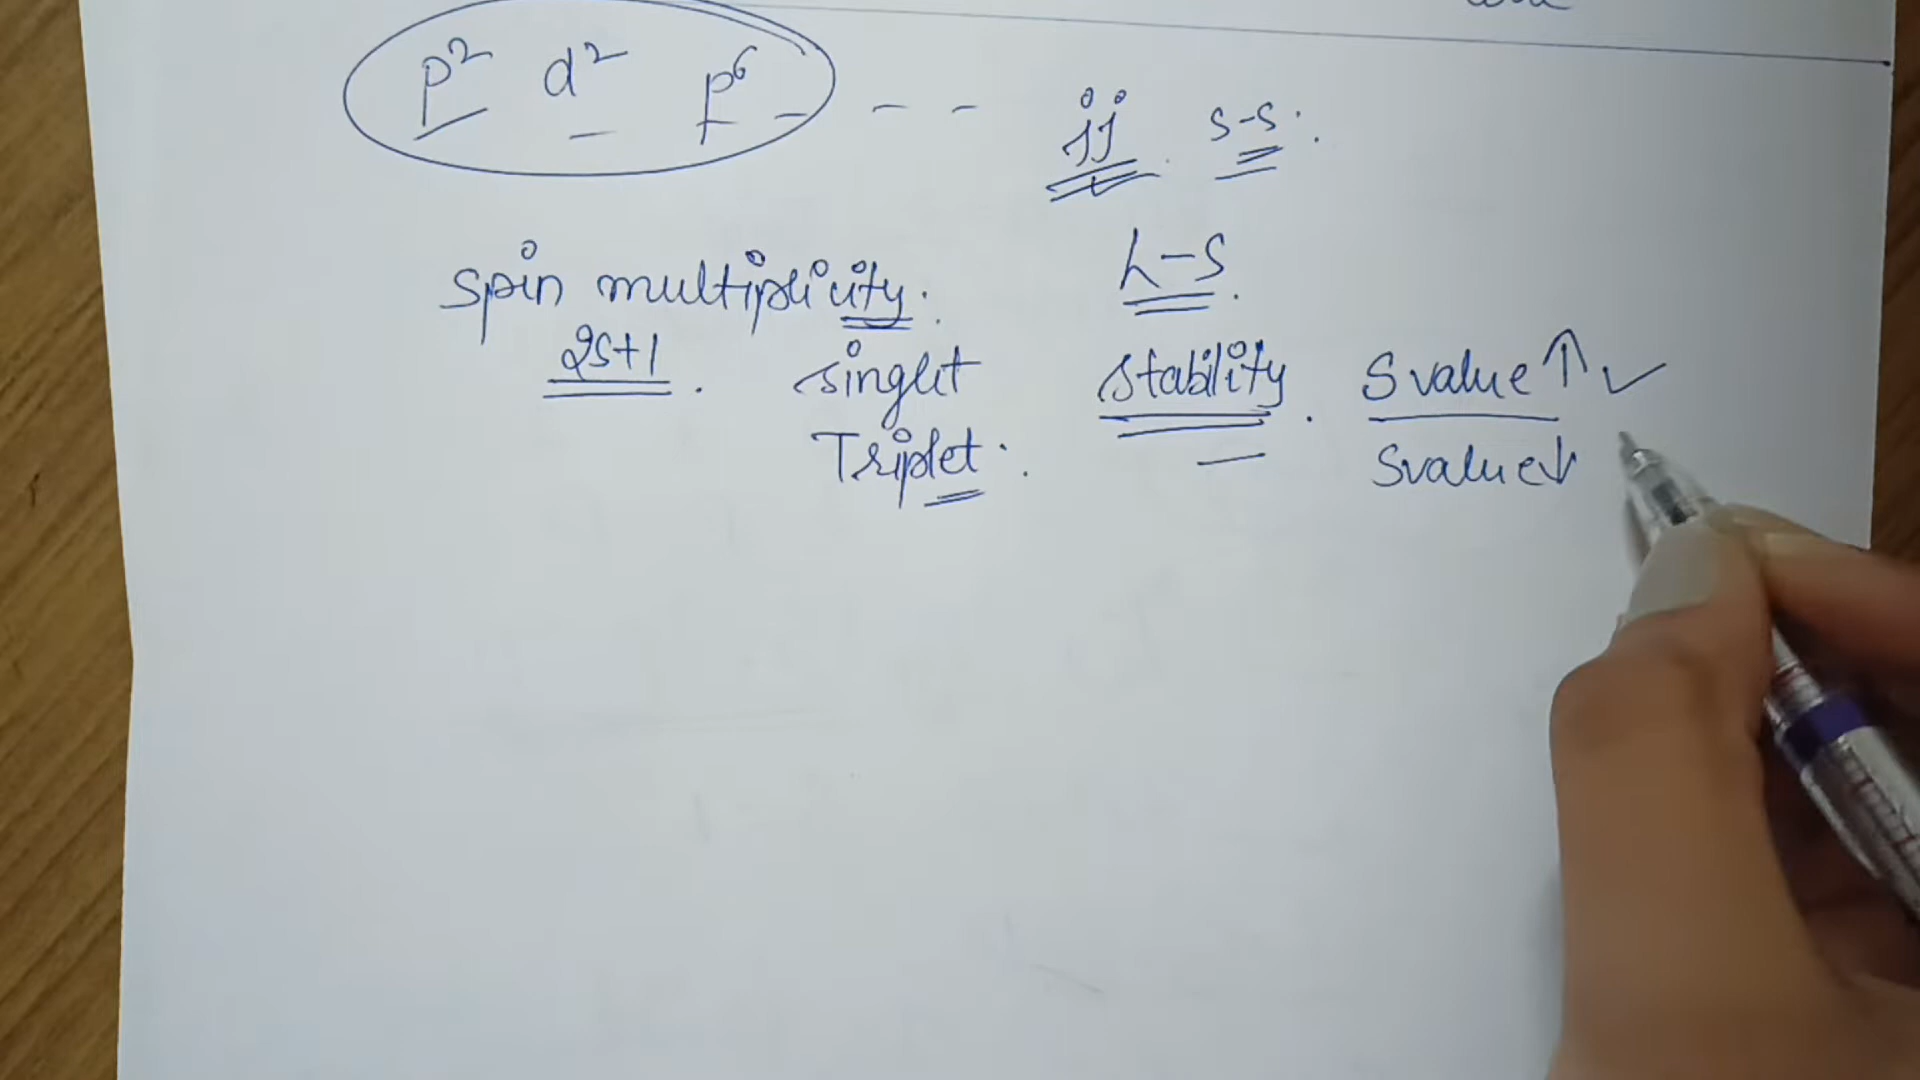 p² d² p⁶ - - -
jj s-s.
L-S.
Spin multiplicity.
2S+1. singlet
Triplet.
stability. S value ↑ ✓
S value ↓